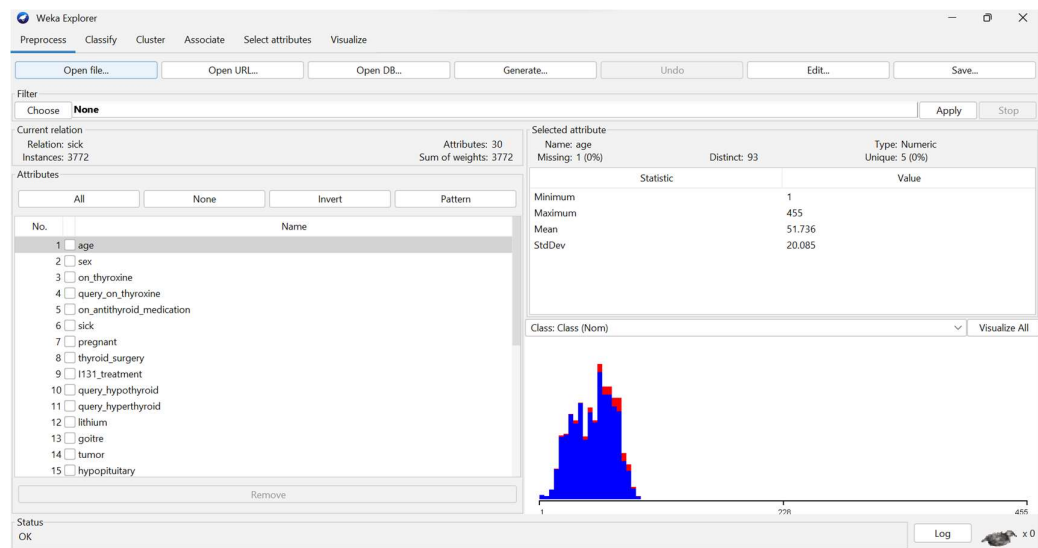 Weka Explorer
Preprocess Classify Cluster Associate Select attributes Visualize
Open file... Open URL... Open DB... Generate... Undo Edit... Save...
Filter
Choose None Apply Stop
Current relation
Relation: sick Attributes: 30
Instances: 3772 Sum of weights: 3772
Attributes
All None Invert Pattern
No. Name
1 age
2 sex
3 on_thyroxine
4 query_on_thyroxine
5 on_antithyroid_medication
6 sick
7 pregnant
8 thyroid_surgery
9 I131_treatment
10 query_hypothyroid
11 query_hyperthyroid
12 lithium
13 goitre
14 tumor
15 hypopituitary
Remove
Selected attribute
Name: age Type: Numeric
Missing: 1 (0%) Distinct: 93 Unique: 5 (0%)
Statistic Value
Minimum 1
Maximum 455
Mean 51.736
StdDev 20.085
Class: Class (Nom) Visualize All
1 228 455
Status
OK Log x 0